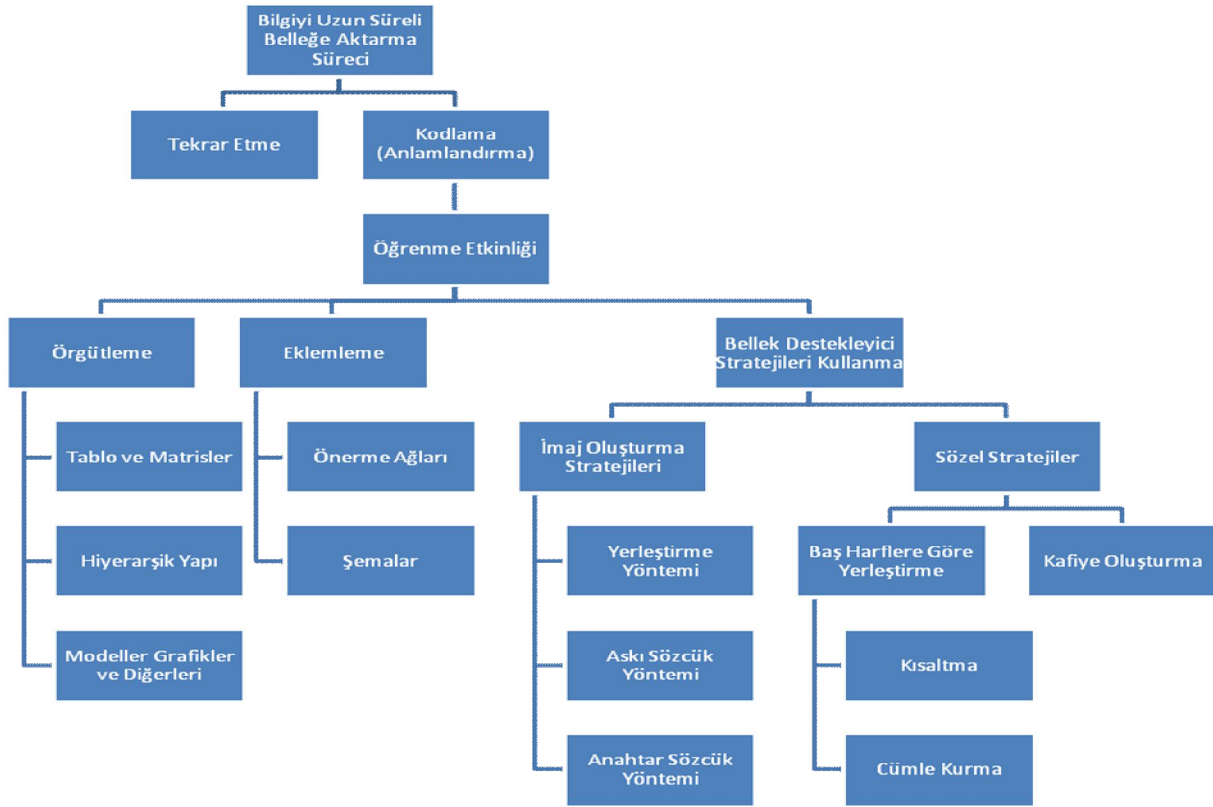 Bilgiyi Uzun Süreli
Belleğe Aktarma
Süreci
Tekrar Etme
Kodlama
(Anlamlandırma)
Öğrenme Etkinliği
Örgütleme
Eklemleme
Bellek Destekleyici
Stratejileri Kullanma
Tablo ve Matrisler
Önerme Ağları
İmaj Oluşturma
Stratejileri
Sözel Stratejiler
Hiyerarşik Yapı
Şemalar
Yerleştirme
Yöntemi
Baş Harflere Göre
Yerleştirme
Kafiye Oluşturma
Modeller Grafikler
ve Diğerleri
Askı Sözcük
Yöntemi
Kısaltma
Anahtar Sözcük
Yöntemi
Cümle Kurma